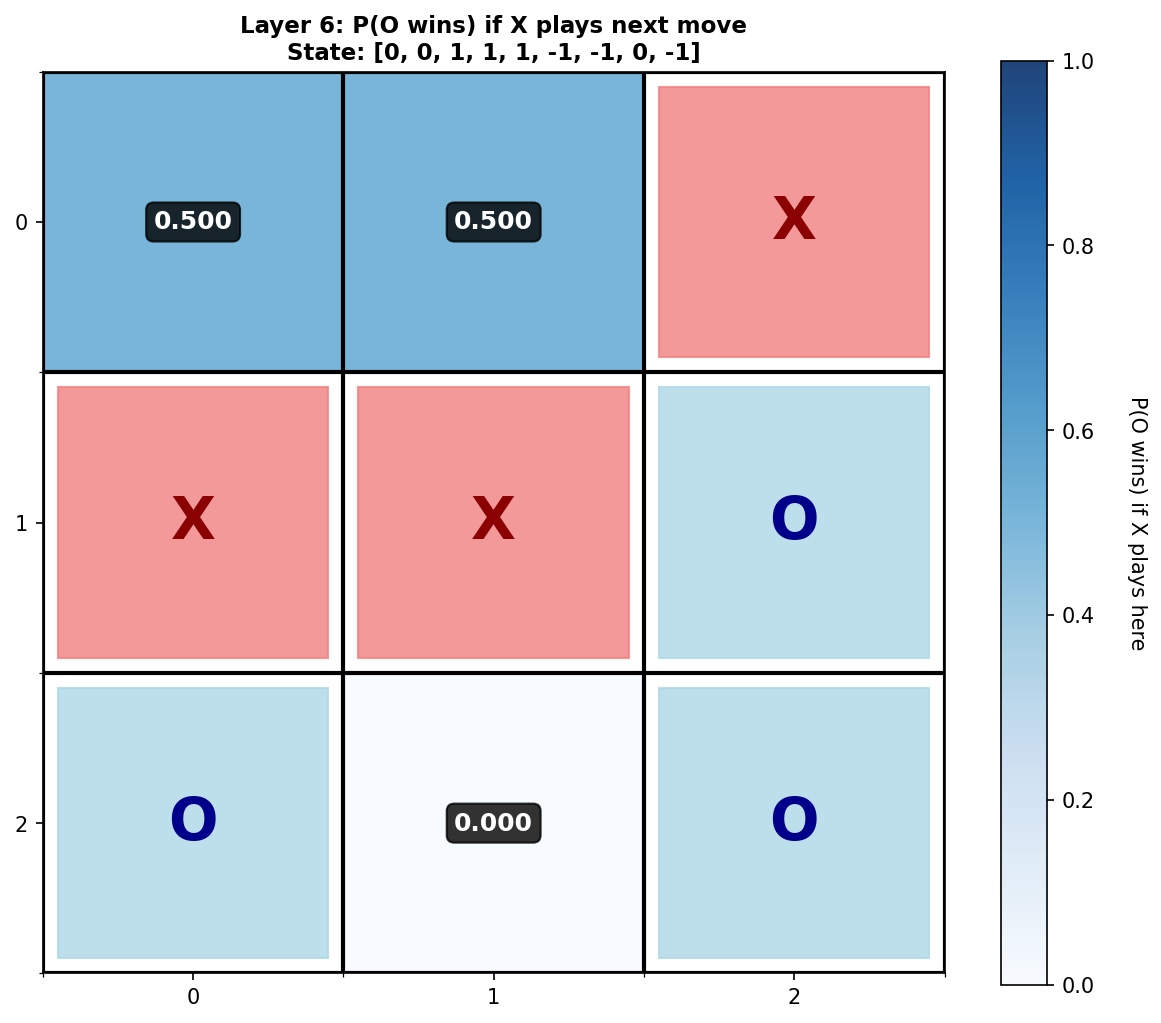 Layer 6: P(O wins) if X plays next move
State: [0, 0, 1, 1, 1, -1, -1, 0, -1]
0
0.500
0.500
X
1
X
X
O
2
O
0.000
O
0
1
2
1.0
0.8
0.6
0.4
0.2
0.0
P(O wins) if X plays here